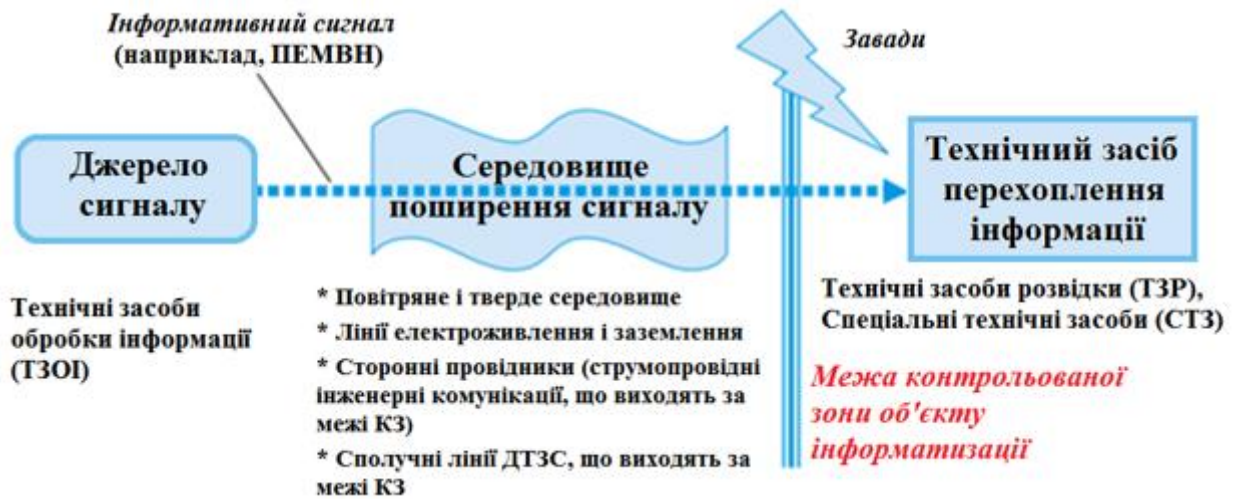 Інформативний сигнал
(наприклад, ПЕМВН)
Завади
Джерело
сигналу
Середовище
поширення сигналу
Технічний засіб
перехоплення
інформації
Технічні засоби
обробки інформації
(ТЗОІ)
* Повітряне і тверде середовище
* Лінії електроживлення і заземлення
* Сторонні провідники (струмопровідні
інженерні комунікації, що виходять за
межі КЗ)
* Сполучні лінії ДТЗС, що виходять за
межі КЗ
Технічні засоби розвідки (ТЗР),
Спеціальні технічні засоби (СТЗ)
Межа контрольованої
зони об'єкту
інформатизації